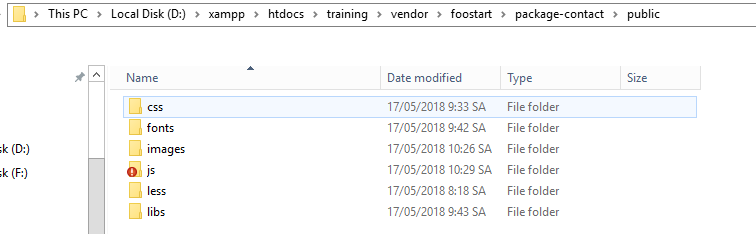 This PC > Local Disk (D:) > xampp > htdocs > training > vendor > foostart > package-contact > public
Name Date modified Type Size
css 17/05/2018 9:33 SA File folder
fonts 17/05/2018 9:42 SA File folder
images 17/05/2018 10:26 SA File folder
js 17/05/2018 10:29 SA File folder
less 17/05/2018 8:18 SA File folder
libs 17/05/2018 9:43 SA File folder
sk (D:)
sk (F:)